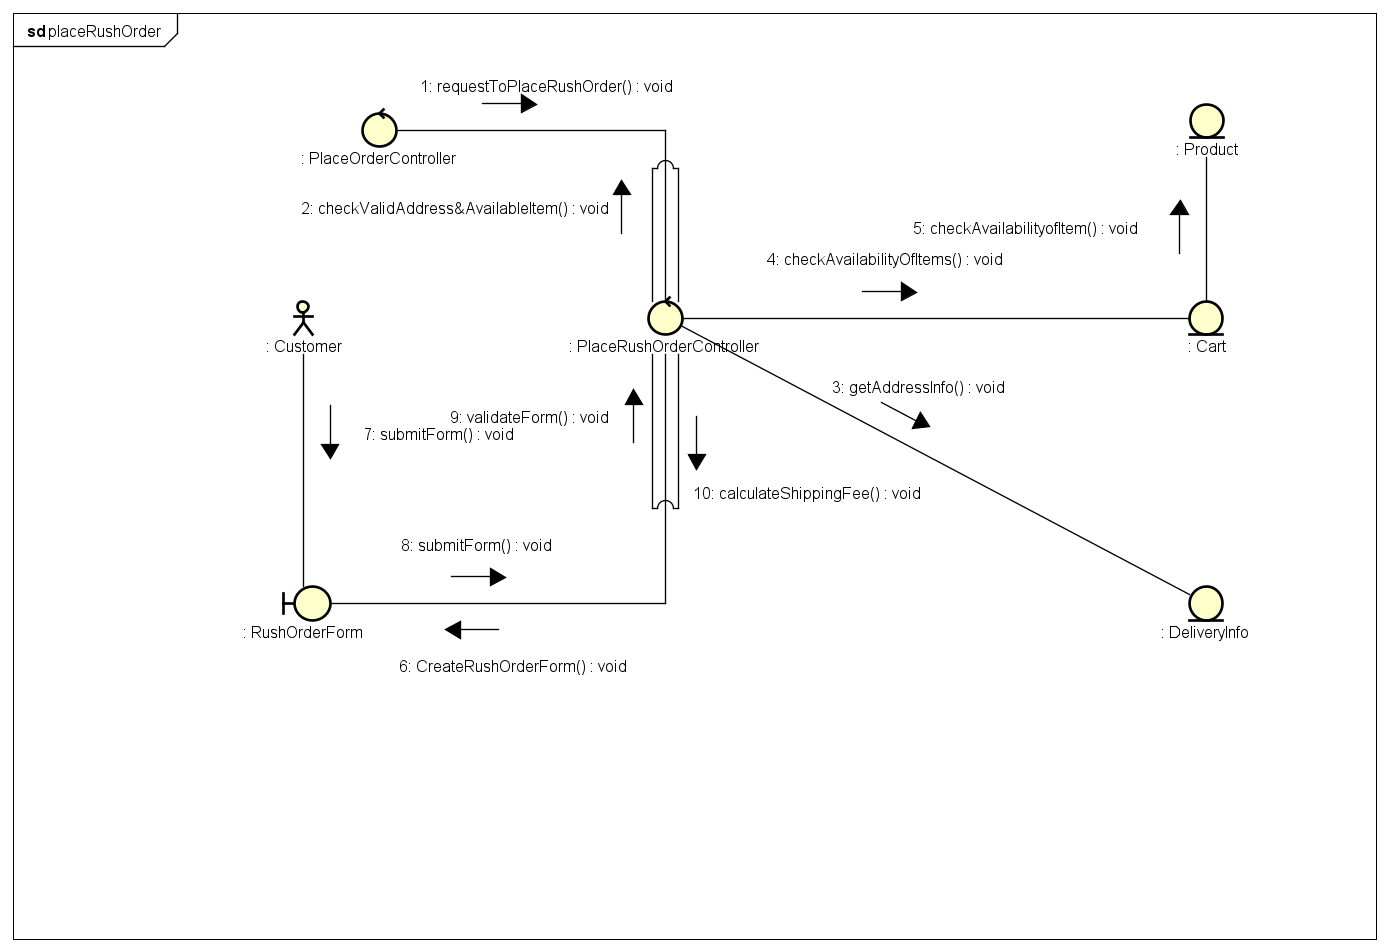 sd placeRushOrder
1: requestToPlaceRushOrder() : void
: PlaceOrderController
: Product
2: checkValidAddress&AvailableItem() : void
5: checkAvailabilityofItem() : void
4: checkAvailabilityOfItems() : void
: Customer
: PlaceRushOrderController
: Cart
3: getAddressInfo() : void
9: validateForm() : void
7: submitForm() : void
10: calculateShippingFee() : void
8: submitForm() : void
: RushOrderForm
: DeliveryInfo
6: CreateRushOrderForm() : void